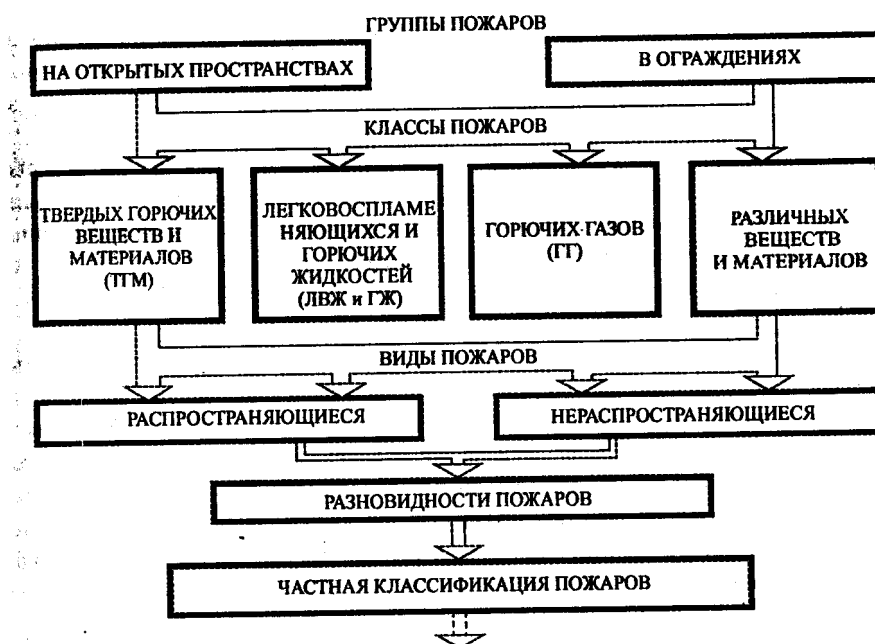 ГРУППЫ ПОЖАРОВ
НА ОТКРЫТЫХ ПРОСТРАНСТВАХ
В ОГРАЖДЕНИЯХ
КЛАССЫ ПОЖАРОВ
ТВЕРДЫХ ГОРЮЧИХ
ВЕЩЕСТВ И
МАТЕРИАЛОВ
(ТГМ)
ЛЕГКОВОСПЛАМЕ
НЯЮЩИХСЯ И
ГОРЮЧИХ
ЖИДКОСТЕЙ
(ЛВЖ и ГЖ)
ГОРЮЧИХ ГАЗОВ
(ГГ)
РАЗЛИЧНЫХ
ВЕЩЕСТВ
И МАТЕРИАЛОВ
ВИДЫ ПОЖАРОВ
РАСПРОСТРАНЯЮЩИЕСЯ
НЕРАСПРОСТРАНЯЮЩИЕСЯ
РАЗНОВИДНОСТИ ПОЖАРОВ
ЧАСТНАЯ КЛАССИФИКАЦИЯ ПОЖАРОВ